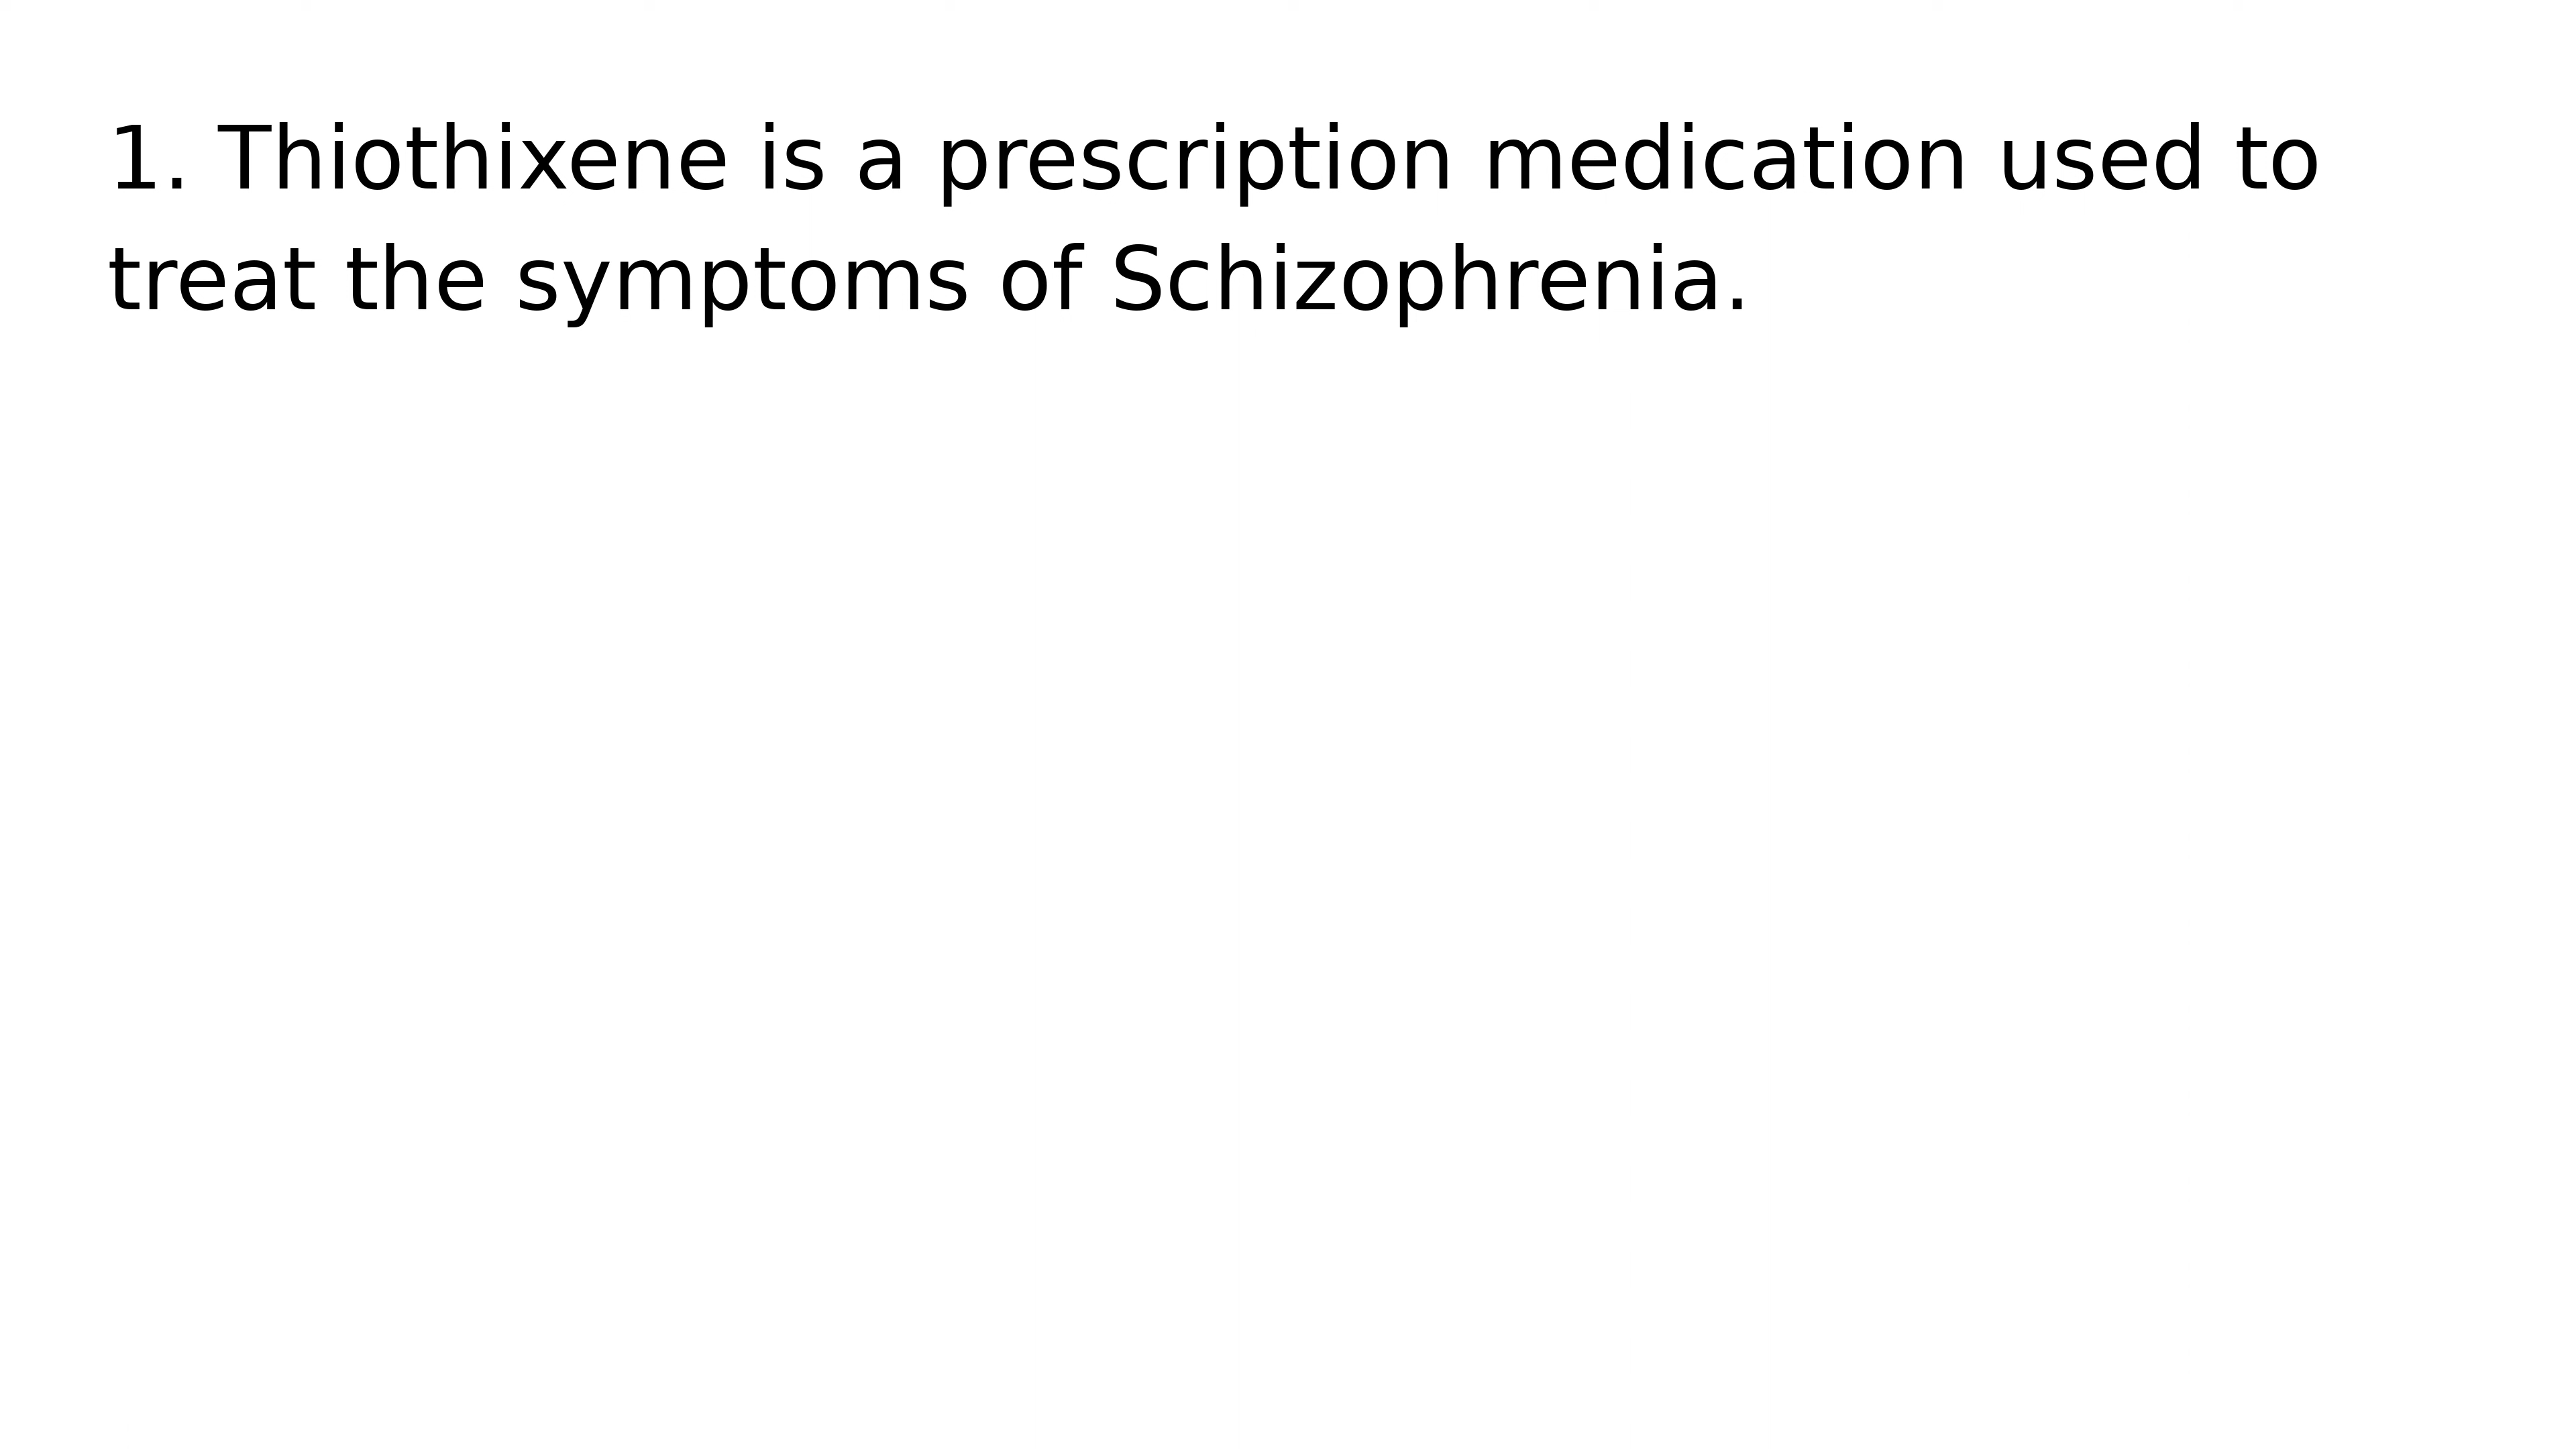 1. Thiothixene is a prescription medication used to
treat the symptoms of Schizophrenia.